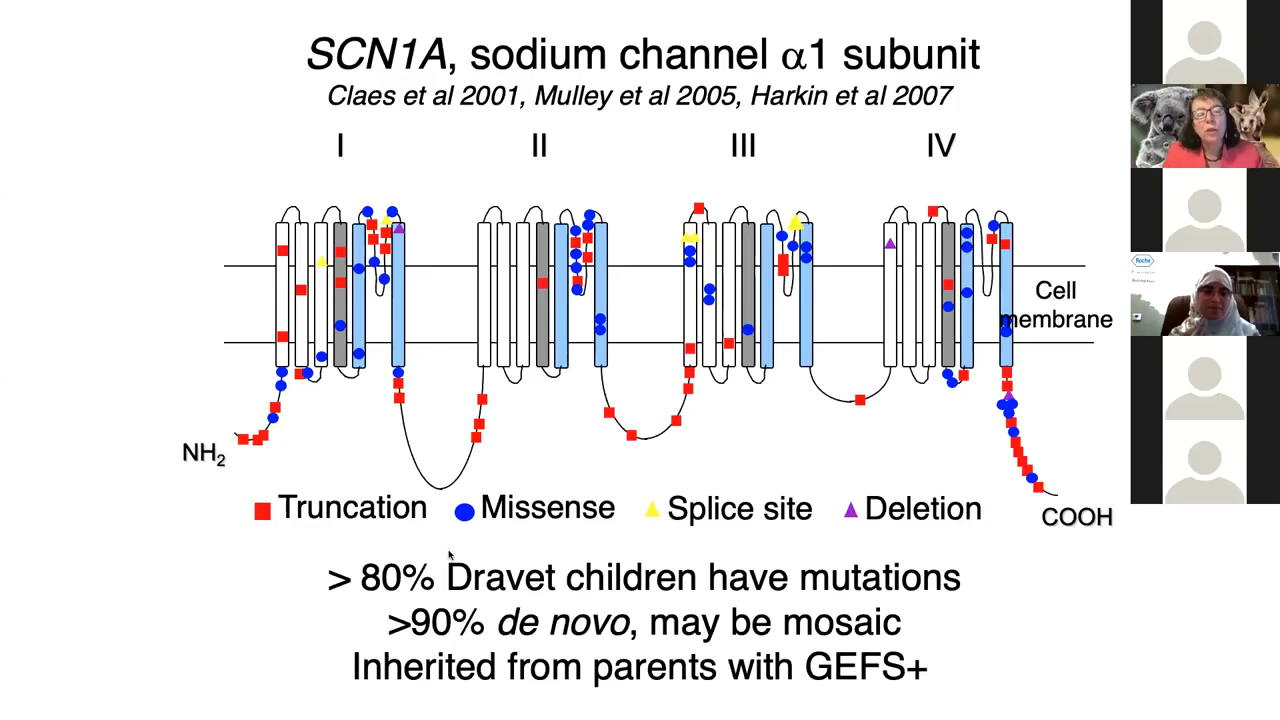 SCN1A, sodium channel α1 subunit
Claes et al 2001, Mulley et al 2005, Harkin et al 2007
I II III IV
Cell
membrane
NH2
COOH
Truncation Missense Splice site Deletion
> 80% Dravet children have mutations
>90% de novo, may be mosaic
Inherited from parents with GEFS+
Roche